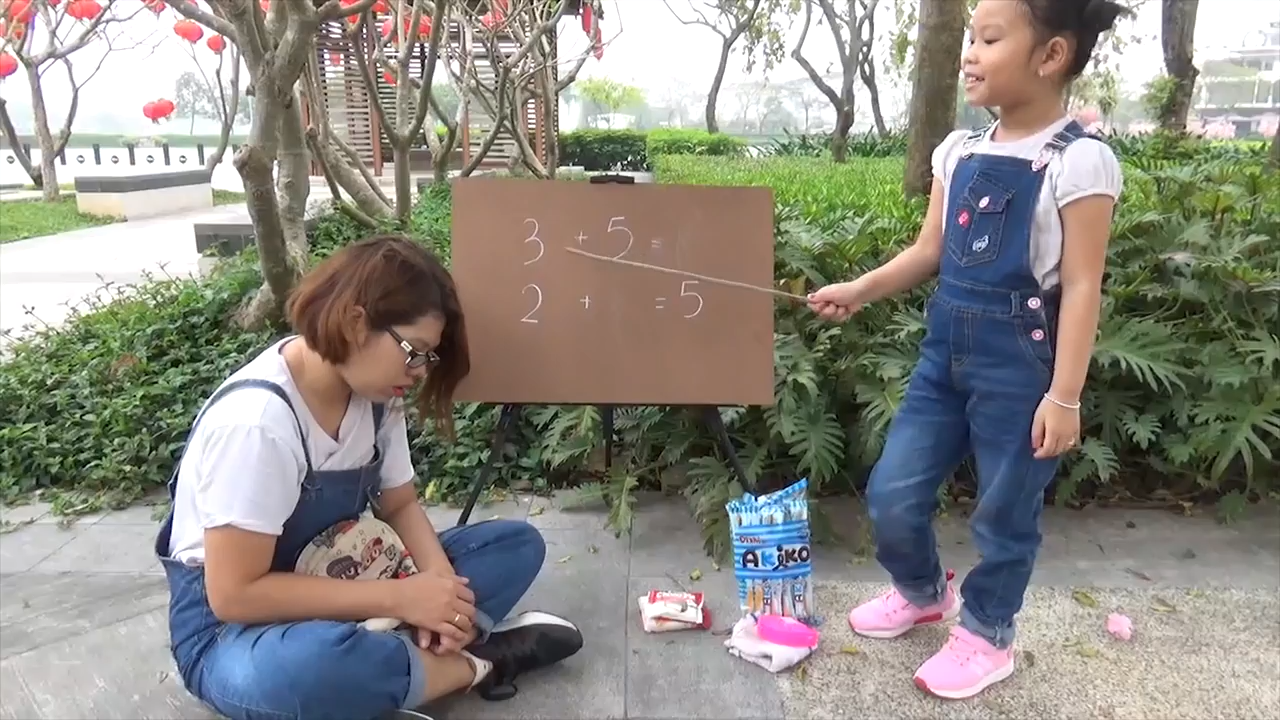 3 + 5 =
2 + = 5
AKiKO